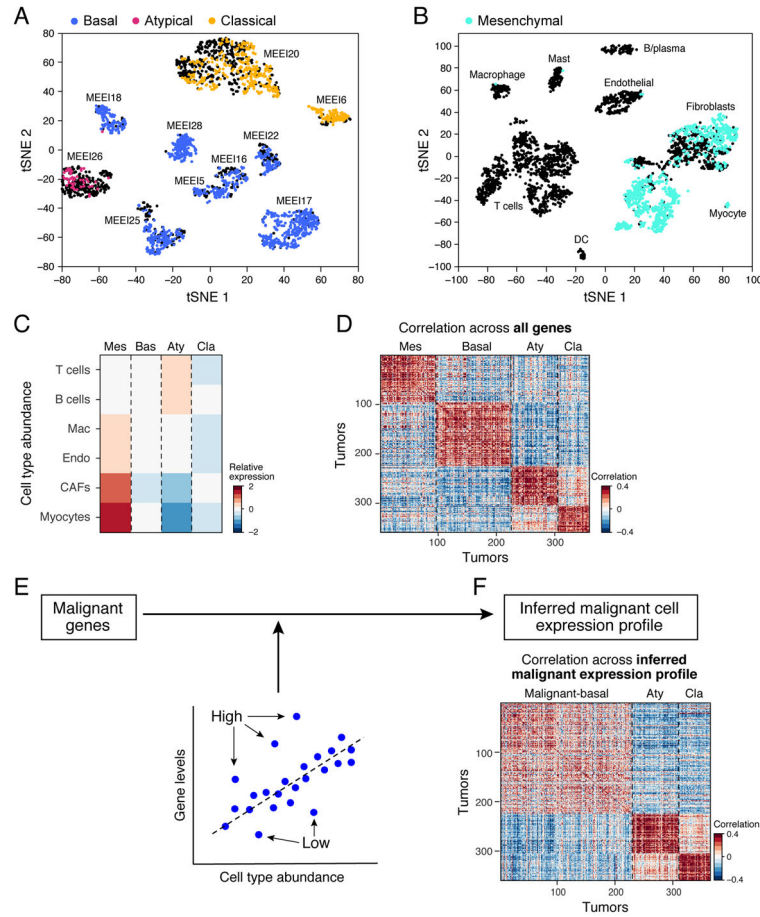 A
Basal Atypical Classical
80
60
40
20
0
−20
−40
−60
−80
tSNE 2
MEEI20
MEEI18
MEEI6
MEEI28
MEEI22
MEEI26
MEEI16
MEEI5
MEEI17
MEEI25
−80 −60 −40 −20 0 20 40 60 80
tSNE 1
B
Mesenchymal
100
80
60
40
20
0
−20
−40
−60
−80
−100
tSNE 2
B/plasma
Mast
Macrophage
Endothelial
Fibroblasts
T cells
Myocyte
DC
−100 −80 −60 −40 −20 0 20 40 60 80 100
tSNE 1
C
Mes Bas Aty Cla
Cell type abundance
T cells
B cells
Mac
Endo
CAFs
Myocytes
Relative
expression
2
0
−2
D
Correlation across all genes
Mes Basal Aty Cla
Tumors
100
200
300
100 200 300
Tumors
Correlation
0.4
0
−0.4
E
Malignant
genes
High
Low
Gene levels
Cell type abundance
F
Inferred malignant cell
expression profile
Correlation across inferred
malignant expression profile
Malignant-basal Aty Cla
Tumors
100
200
300
100 200 300
Tumors
Correlation
0.4
0
−0.4